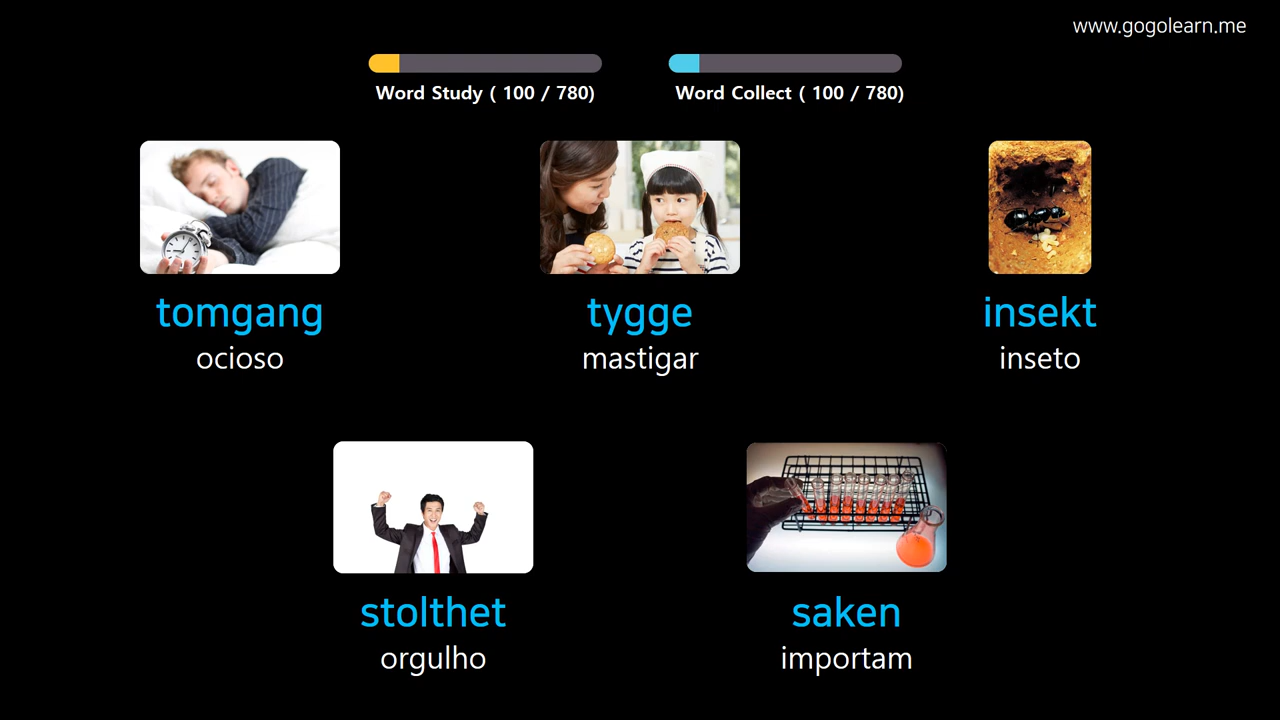 www.gogolearn.me
Word Study ( 100 / 780)
Word Collect ( 100 / 780)
tomgang
ocioso
tygge
mastigar
insekt
inseto
stolthet
orgulho
saken
importam